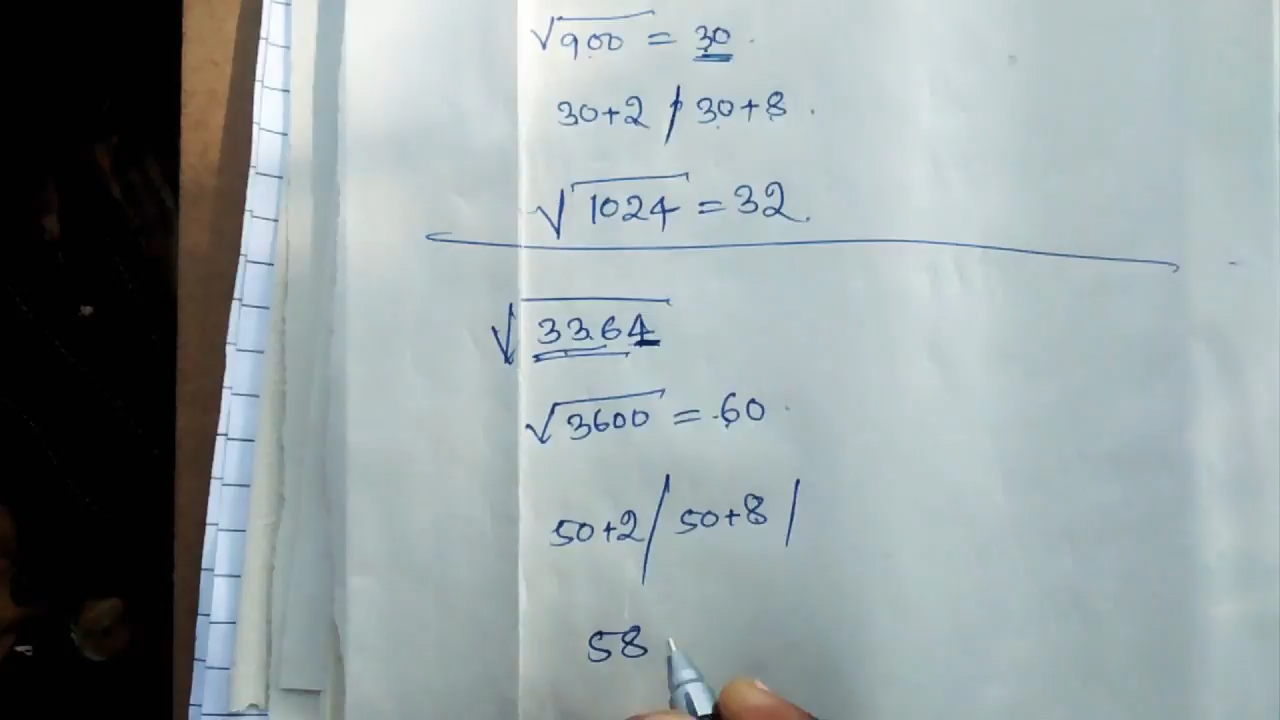 √900 = 30.
30+2 / 30+8.
√1024 = 32.
√3364
√3600 = 60.
50+2 / 50+8 /
58